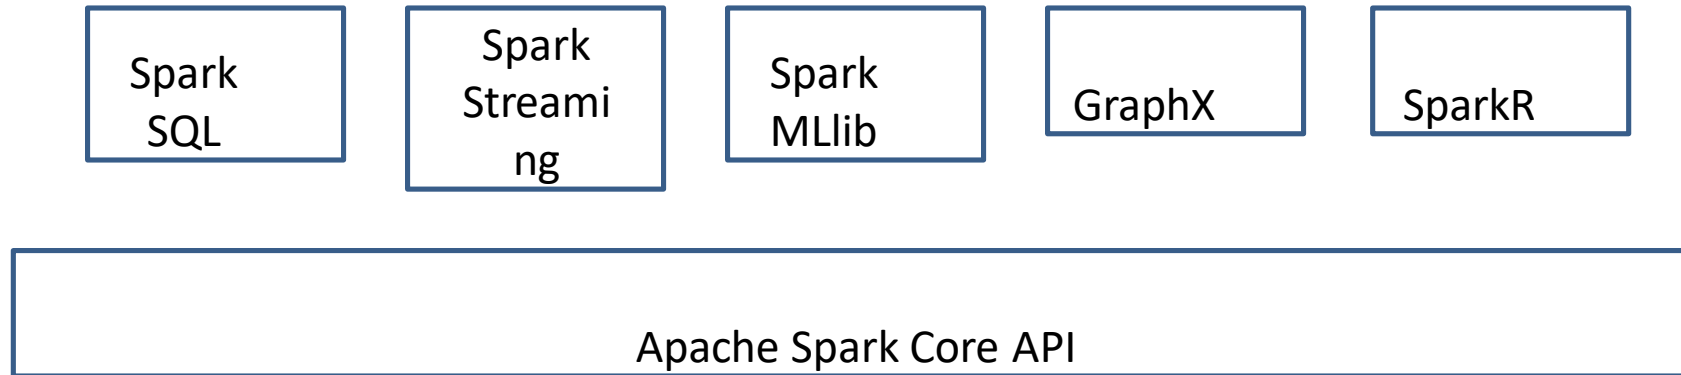 Spark
SQL
Spark
Streami
ng
Spark
MLlib
GraphX
SparkR
Apache Spark Core API